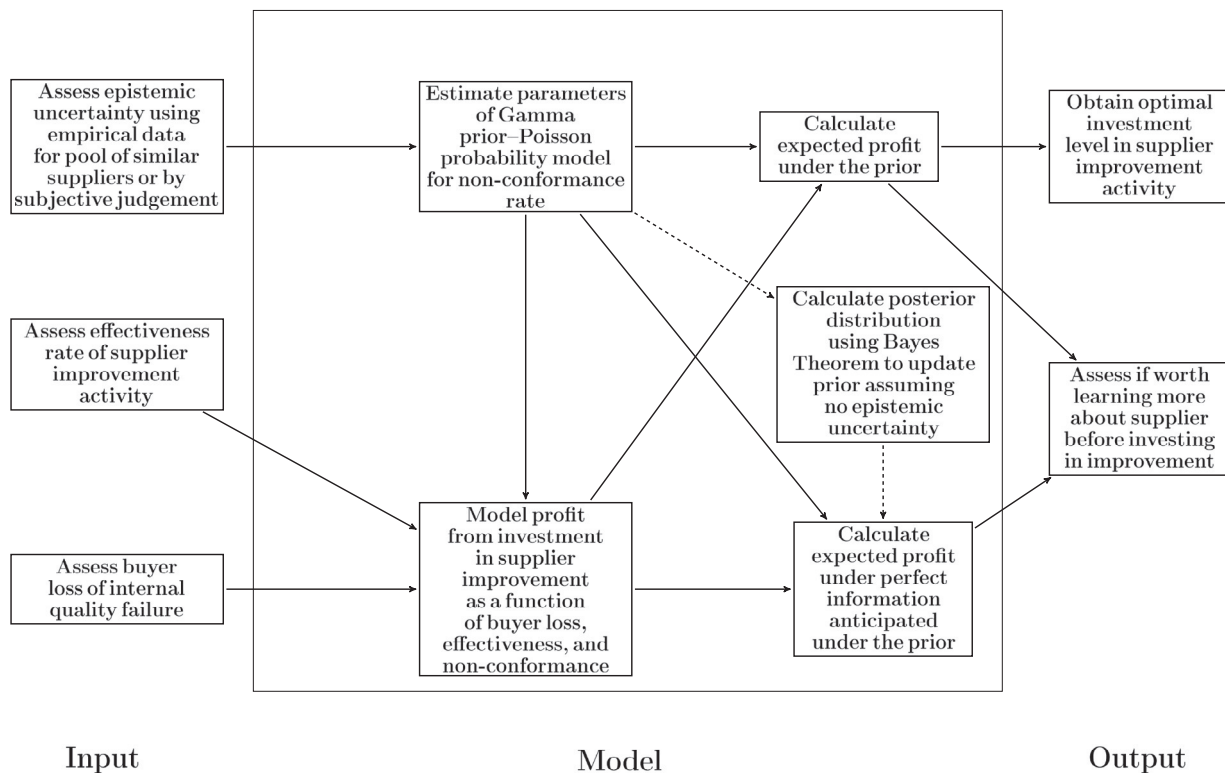 Assess epistemic
uncertainty using
empirical data
for pool of similar
suppliers or by
subjective judgement
Estimate parameters
of Gamma
prior–Poisson
probability model
for non-conformance
rate
Calculate
expected profit
under the prior
Obtain optimal
investment
level in supplier
improvement
activity
Assess effectiveness
rate of supplier
improvement
activity
Calculate posterior
distribution
using Bayes
Theorem to update
prior assuming
no epistemic
uncertainty
Assess if worth
learning more
about supplier
before investing
in improvement
Assess buyer
loss of internal
quality failure
Model profit
from investment
in supplier
improvement
as a function
of buyer loss,
effectiveness, and
non-conformance
Calculate
expected profit
under perfect
information
anticipated
under the prior
Input
Model
Output